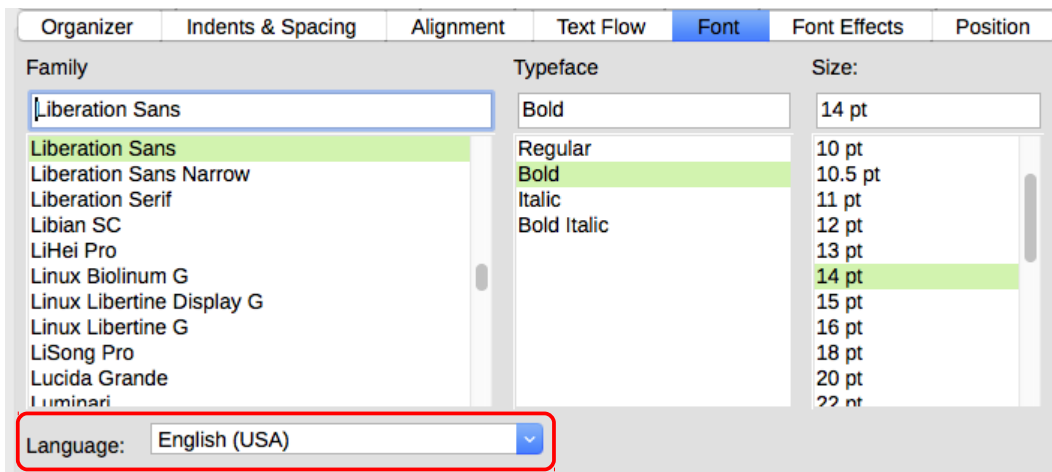 Organizer Indents & Spacing Alignment Text Flow Font Font Effects Position
Family Typeface Size:
Liberation Sans Bold 14 pt
Liberation Sans Regular 10 pt
Liberation Sans Narrow Bold 10.5 pt
Liberation Serif Italic 11 pt
Libian SC Bold Italic 12 pt
LiHei Pro 13 pt
Linux Biolinum G 14 pt
Linux Libertine Display G 15 pt
Linux Libertine G 16 pt
LiSong Pro 18 pt
Lucida Grande 20 pt
Luminari 22 pt
Language: English (USA)